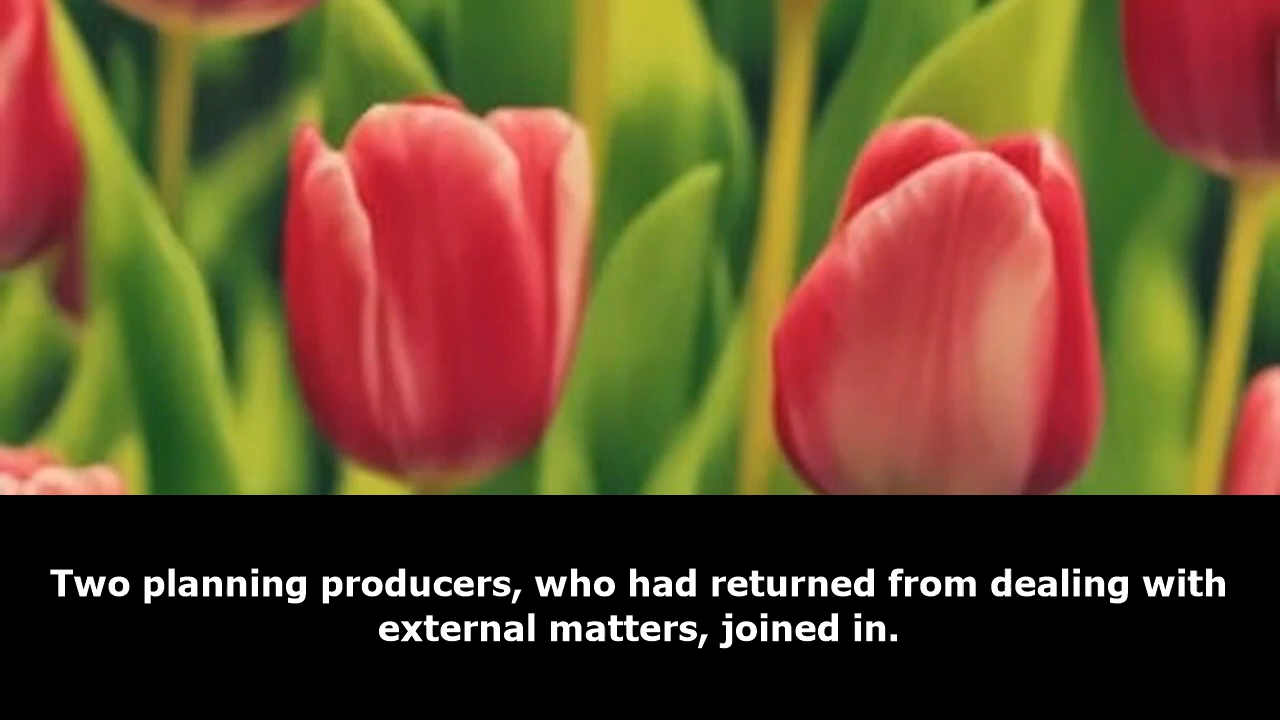 Two planning producers, who had returned from dealing with
external matters, joined in.